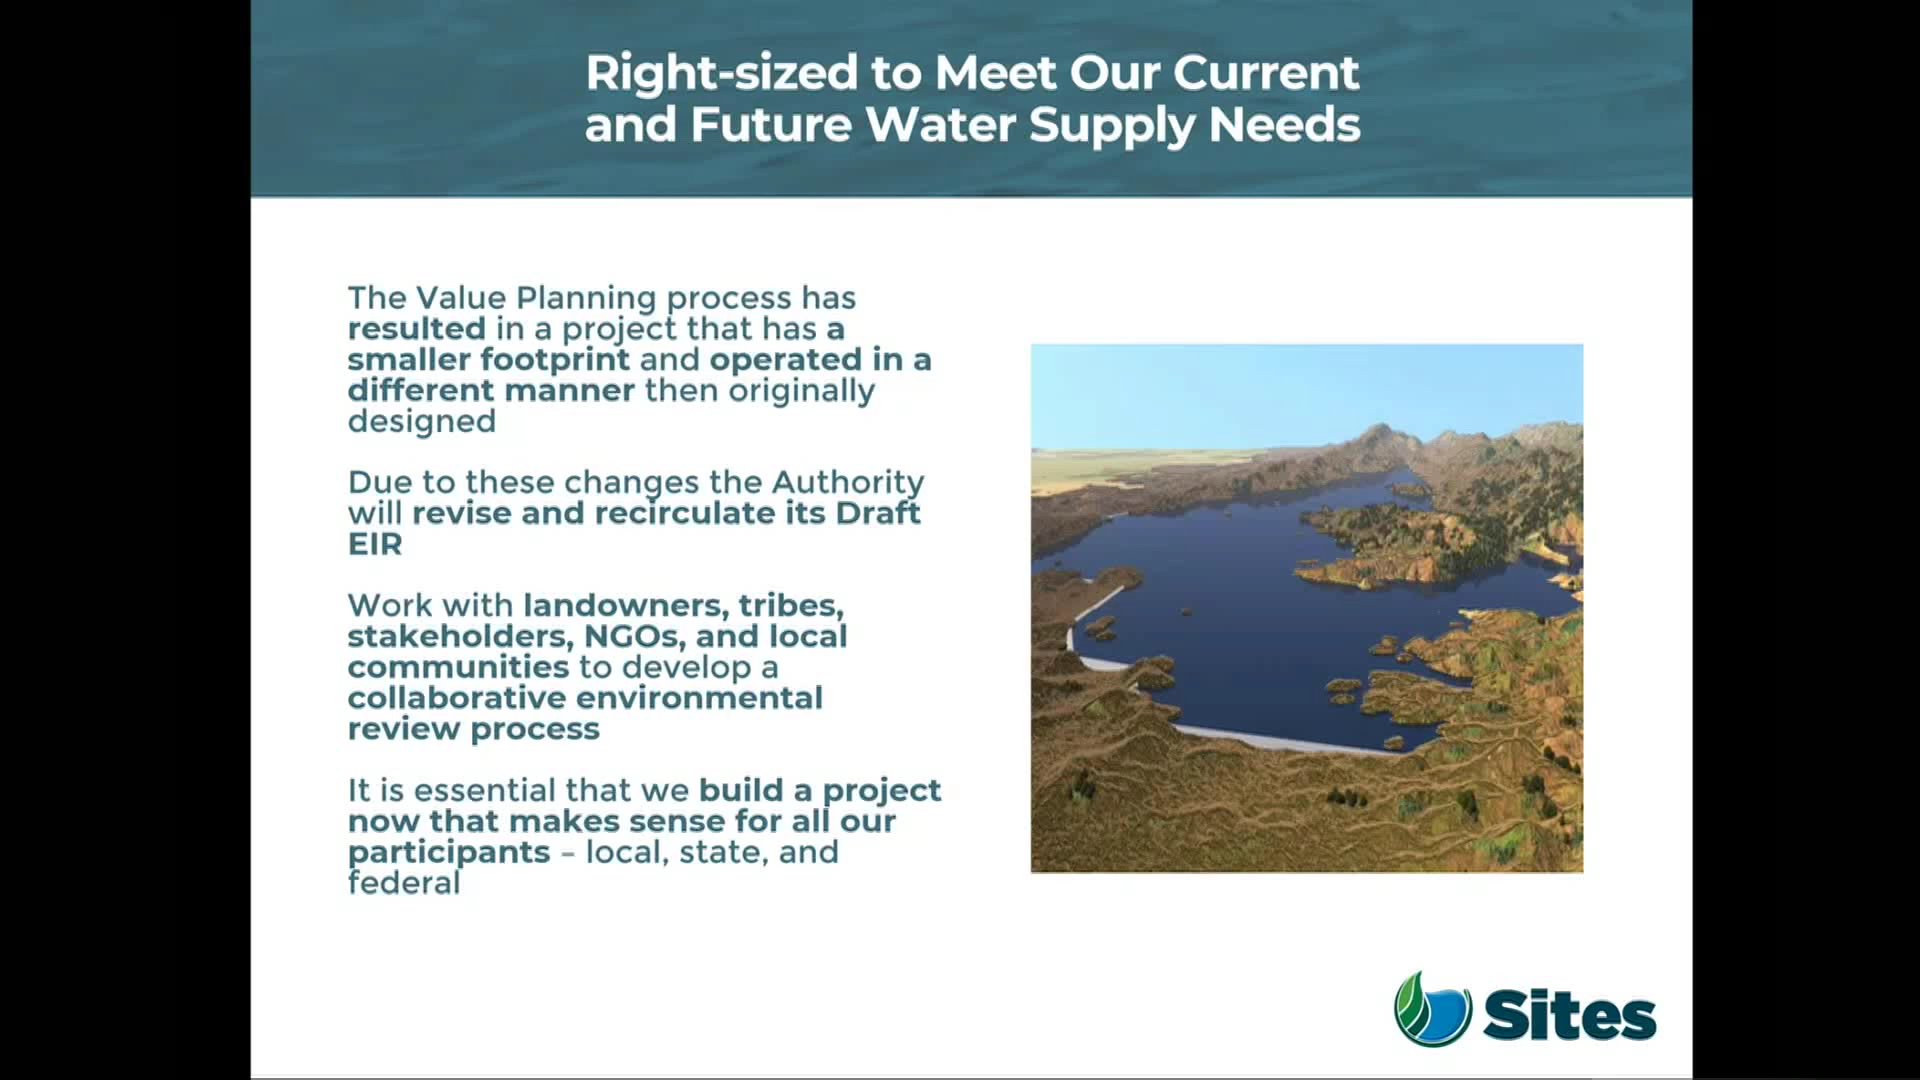 Right-sized to Meet Our Current
and Future Water Supply Needs
The Value Planning process has
resulted in a project that has a
smaller footprint and operated in a
different manner then originally
designed
Due to these changes the Authority
will revise and recirculate its Draft
EIR
Work with landowners, tribes,
stakeholders, NGOs, and local
communities to develop a
collaborative environmental
review process
It is essential that we build a project
now that makes sense for all our
participants – local, state, and
federal
Sites